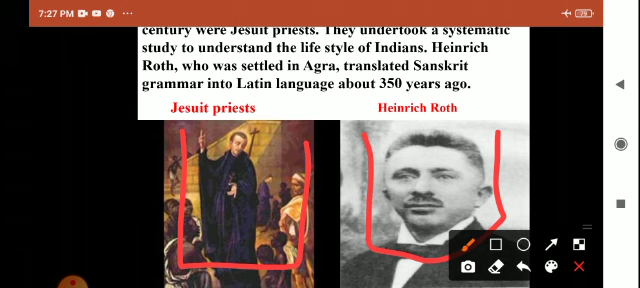 7:27 PM
29
century were Jesuit priests. They undertook a systematic
study to understand the life style of Indians. Heinrich
Roth, who was settled in Agra, translated Sanskrit
grammar into Latin language about 350 years ago.
Jesuit priests
Heinrich Roth